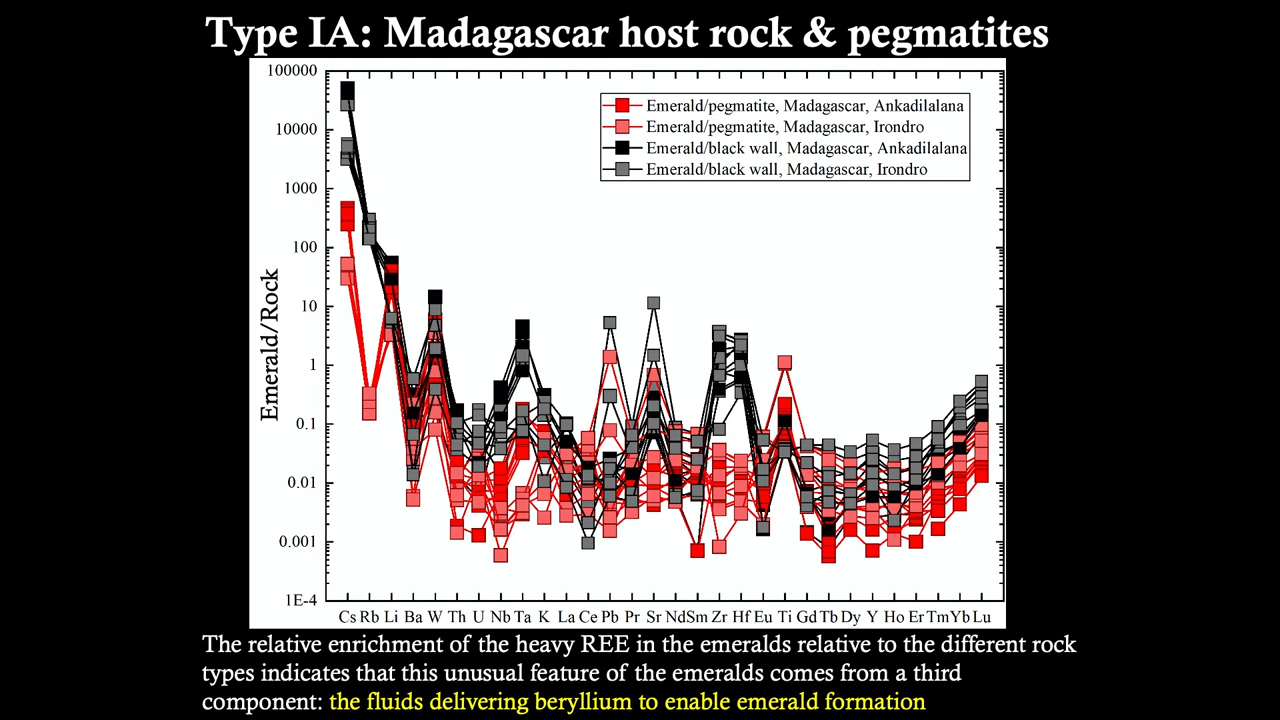 Type IA: Madagascar host rock & pegmatites
100000
10000
1000
100
10
1
0.1
0.01
0.001
1E-4
Emerald/Rock
Emerald/pegmatite, Madagascar, Ankadilalana
Emerald/pegmatite, Madagascar, Irondro
Emerald/black wall, Madagascar, Ankadilalana
Emerald/black wall, Madagascar, Irondro
Cs Rb Li Ba W Th U Nb Ta K La Ce Pb Pr Sr Nd Sm Zr Hf Eu Ti Gd Tb Dy Y Ho Er Tm Yb Lu
The relative enrichment of the heavy REE in the emeralds relative to the different rock
types indicates that this unusual feature of the emeralds comes from a third
component: the fluids delivering beryllium to enable emerald formation